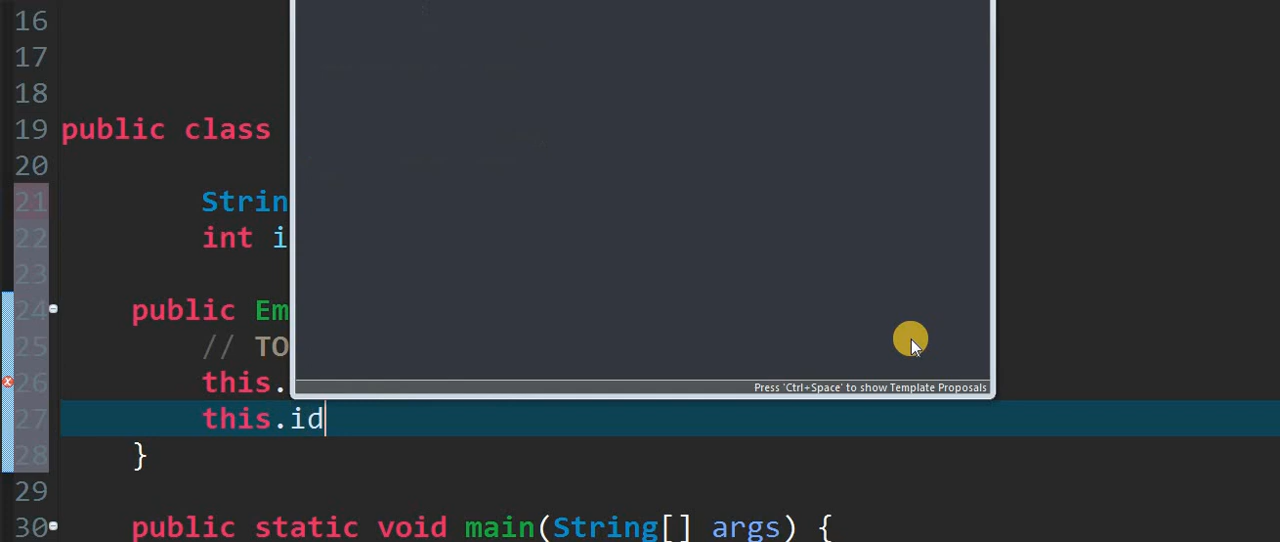 16
17
18
19 public class
20
21 Strin
22 int i
23
24 public Em
25 // TO
26 this.
27 this.id
28 }
29
30 public static void main(String[] args) {
Press 'Ctrl+Space' to show Template Proposals